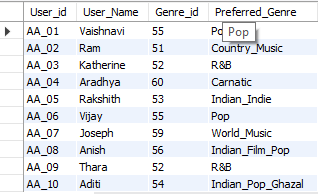 User_id User_Name Genre_id Preferred_Genre
AA_01 Vaishnavi 55 Po Pop
AA_02 Ram 51 Country_Music
AA_03 Katherine 52 R&B
AA_04 Aradhya 60 Carnatic
AA_05 Rakshith 53 Indian_Indie
AA_06 Vijay 55 Pop
AA_07 Joseph 59 World_Music
AA_08 Anish 56 Indian_Film_Pop
AA_09 Thara 52 R&B
AA_10 Aditi 54 Indian_Pop_Ghazal